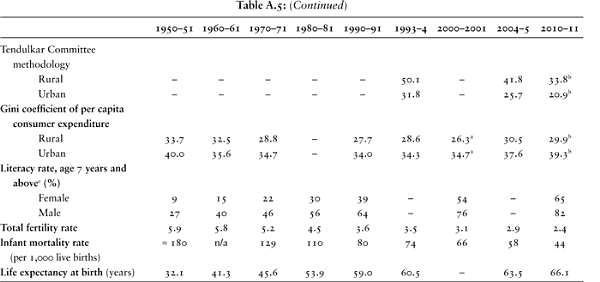 Table A.5: (Continued)
1950–51 1960–61 1970–71 1980–81 1990–91 1993–4 2000–2001 2004–5 2010–11
Tendulkar Committee
methodology
Rural – – – – – 50.1 – 41.8 33.8ᵇ
Urban – – – – – 31.8 – 25.7 20.9ᵇ
Gini coefficient of per capita
consumer expenditure
Rural 33.7 32.5 28.8 – 27.7 28.6 26.3ᵃ 30.5 29.9ᵇ
Urban 40.0 35.6 34.7 – 34.0 34.3 34.7ᵃ 37.6 39.3ᵇ
Literacy rate, age 7 years and
aboveᶜ (%)
Female 9 15 22 30 39 – 54 – 65
Male 27 40 46 56 64 – 76 – 82
Total fertility rate 5.9 5.8 5.2 4.5 3.6 3.5 3.1 2.9 2.4
Infant mortality rate ≈ 180 n/a 129 110 80 74 66 58 44
(per 1,000 live births)
Life expectancy at birth (years) 32.1 41.3 45.6 53.9 59.0 60.5 – 63.5 66.1